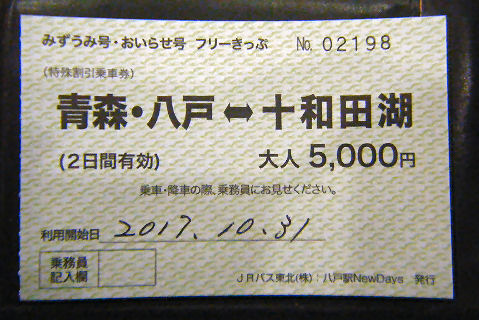 みずうみ号・おいらせ号 フリーきっぷ No. 02198
(特殊割引乗車券)
青森・八戸⬌十和田湖
(2日間有効) 大人 5,000円
乗車・降車の際、乗務員にお見せください。
利用開始日 2017.10.31
乗務員
記入欄
JRバス東北(株):八戸駅NewDays 発行